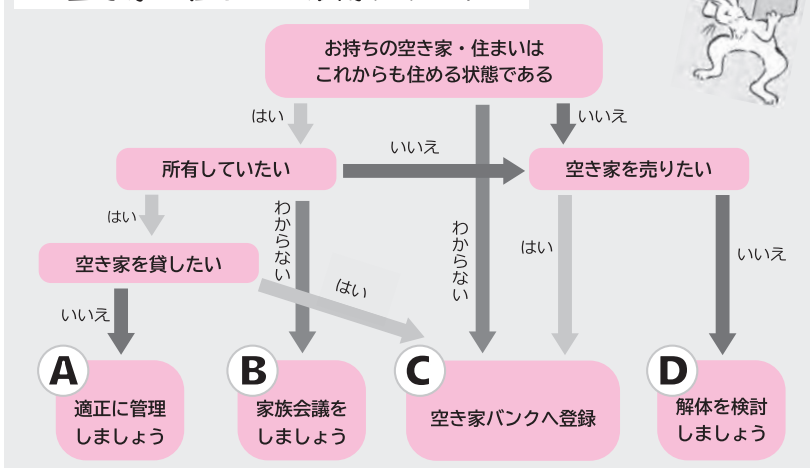 お持ちの空き家・住まいは
これからも住める状態である
はい
いいえ
所有していたい
いいえ
空き家を売りたい
はい
わからない
わからない
はい
いいえ
空き家を貸したい
はい
いいえ
A
適正に管理
しましょう
B
家族会議を
しましょう
C
空き家バンクへ登録
D
解体を検討
しましょう